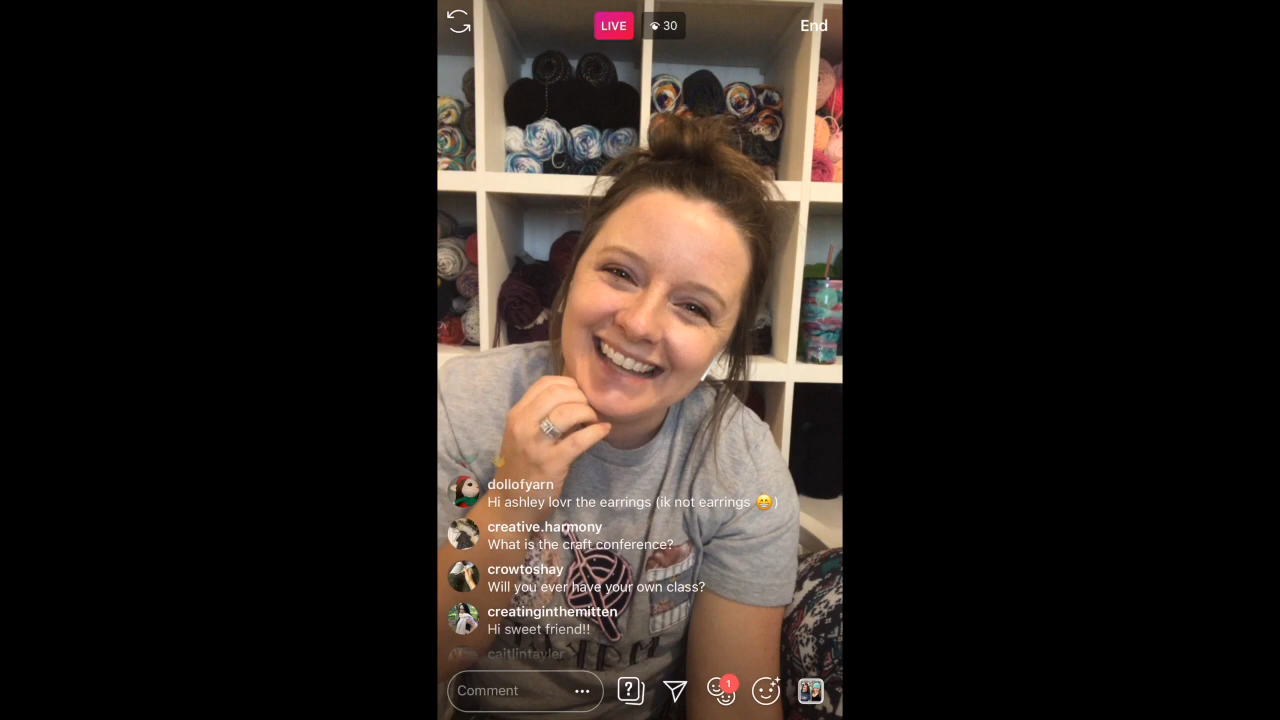 LIVE
30
End
dollofyarn
Hi ashley lovr the earrings (ik not earrings 😁)
creative.harmony
What is the craft conference?
crowtoshay
Will you ever have your own class?
creatinginthemitten
Hi sweet friend!!
caitlintayler
Comment
1